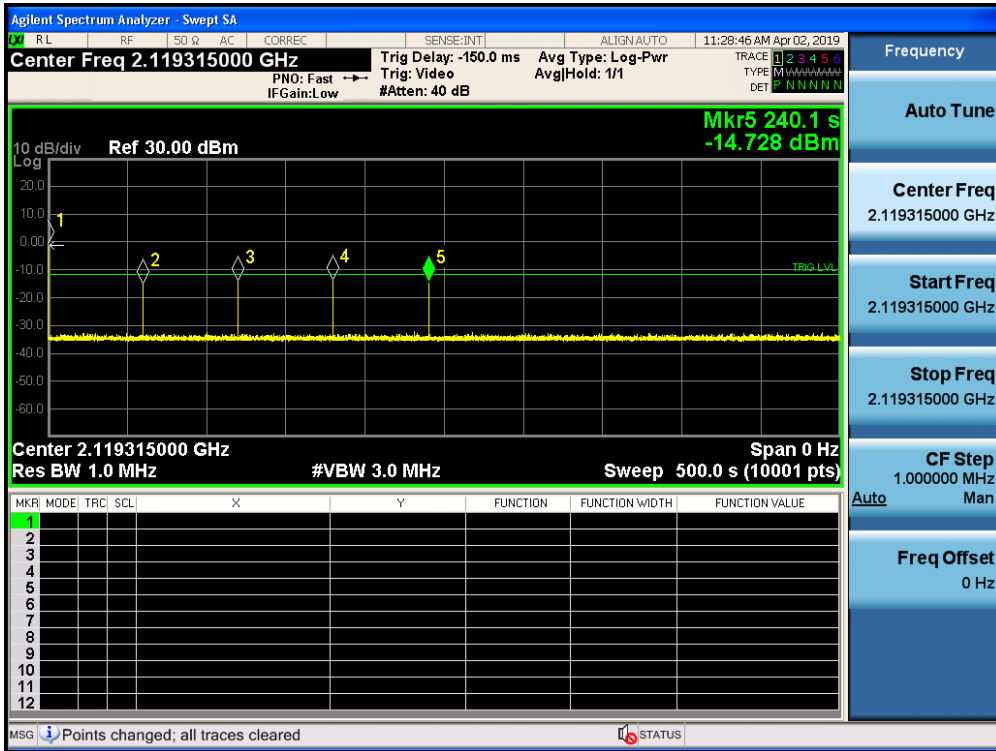 Agilent Spectrum Analyzer - Swept SA
LXI RL RF 50 Ω AC CORREC SENSE:INT ALIGN AUTO 11:28:46 AM Apr 02, 2019
Center Freq 2.119315000 GHz
PNO: Fast
IFGain:Low
Trig Delay: -150.0 ms
Trig: Video
#Atten: 40 dB
Avg Type: Log-Pwr
Avg|Hold: 1/1
TRACE 1 2 3 4 5 6
TYPE M WWWWW
DET P N N N N N
Mkr5 240.1 s
-14.728 dBm
10 dB/div Ref 30.00 dBm
Log
20.0
10.0
0.00
-10.0
-20.0
-30.0
-40.0
-50.0
-60.0
1
2
3
4
5
TRIG LVL
Center 2.119315000 GHz
Span 0 Hz
Res BW 1.0 MHz
#VBW 3.0 MHz
Sweep 500.0 s (10001 pts)
MKR MODE TRC SCL X Y FUNCTION FUNCTION WIDTH FUNCTION VALUE
1
2
3
4
5
6
7
8
9
10
11
12
MSG Points changed; all traces cleared
STATUS
Frequency
Auto Tune
Center Freq
2.119315000 GHz
Start Freq
2.119315000 GHz
Stop Freq
2.119315000 GHz
CF Step
1.000000 MHz
Auto Man
Freq Offset
0 Hz